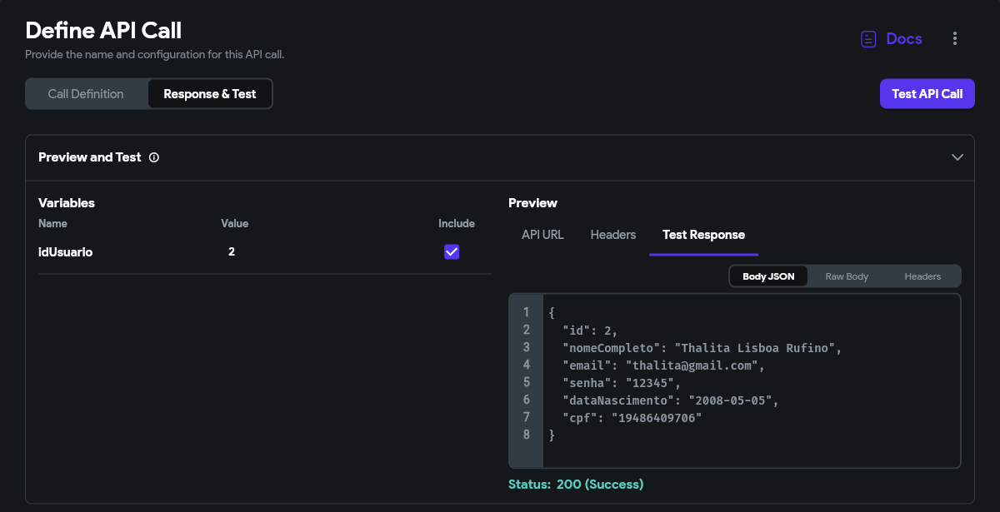 Define API Call
Docs
Provide the name and configuration for this API call.
Call Definition
Response & Test
Test API Call
Preview and Test
Variables
Name
Value
Include
idUsuario
2
Preview
API URL
Headers
Test Response
Body JSON
Raw Body
Headers
1 {
2 "id": 2,
3 "nomeCompleto": "Thalita Lisboa Rufino",
4 "email": "thalita@gmail.com",
5 "senha": "12345",
6 "dataNascimento": "2008-05-05",
7 "cpf": "19486409706"
8 }
Status: 200 (Success)